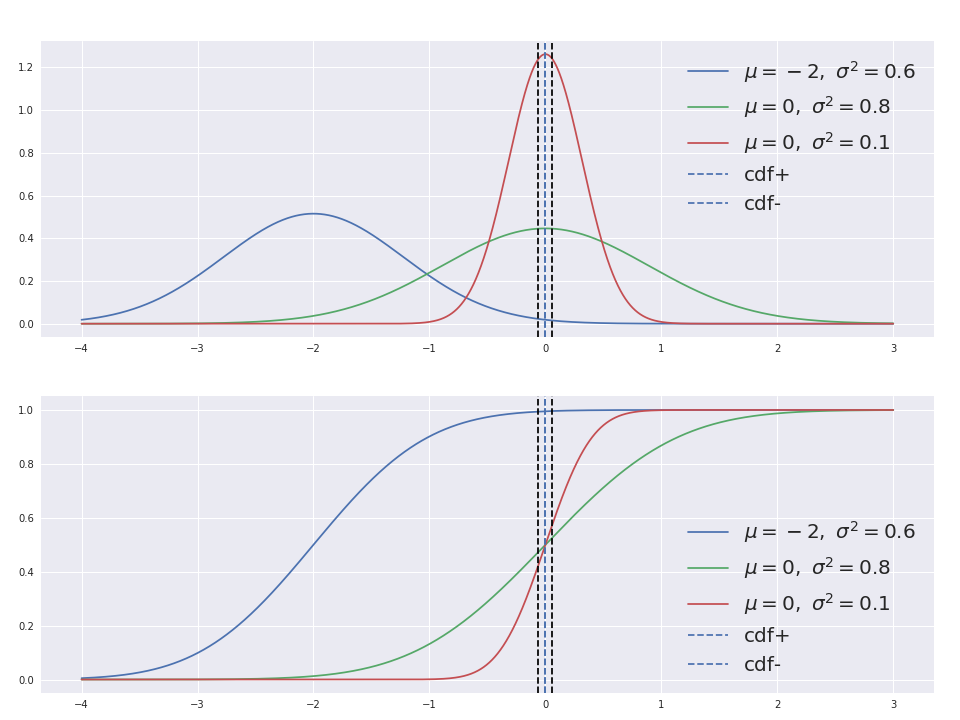 1.2
1.0
0.8
0.6
0.4
0.2
0.0
μ = − 2, σ² = 0.6
μ = 0, σ² = 0.8
μ = 0, σ² = 0.1
cdf+
cdf-
−4 −3 −2 −1 0 1 2 3
1.0
0.8
0.6
0.4
0.2
0.0
μ = − 2, σ² = 0.6
μ = 0, σ² = 0.8
μ = 0, σ² = 0.1
cdf+
cdf-
−4 −3 −2 −1 0 1 2 3